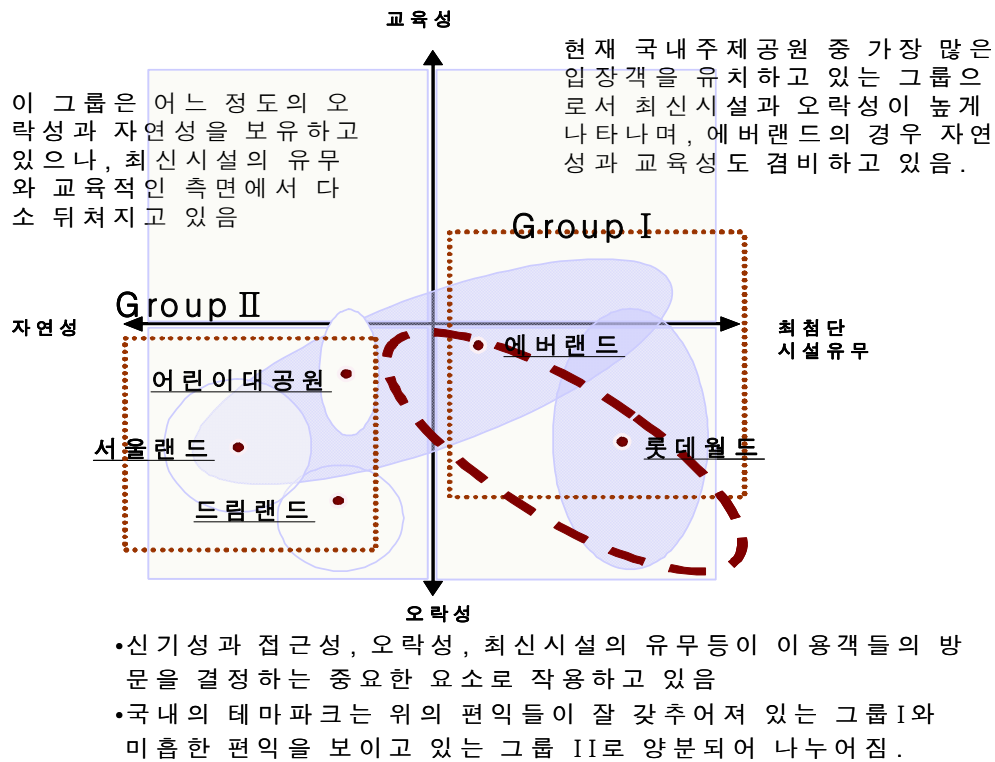 교육성
현재 국내주제공원 중 가장 많은
입장객을 유치하고 있는 그룹으
로서 최신시설과 오락성이 높게
나타나며, 에버랜드의 경우 자연
성과 교육성도 겸비하고 있음.
이 그룹은 어느 정도의 오
락성과 자연성을 보유하고
있으나, 최신시설의 유무
와 교육적인 측면에서 다
소 뒤쳐지고 있음
Group Ⅰ
Group Ⅱ
자연성
최첨단
시설유무
에버랜드
어린이대공원
서울랜드
롯데월드
드림랜드
오락성
•신기성과 접근성, 오락성, 최신시설의 유무등이 이용객들의 방
문을 결정하는 중요한 요소로 작용하고 있음
•국내의 테마파크는 위의 편익들이 잘 갖추어져 있는 그룹I와
미흡한 편익을 보이고 있는 그룹 II로 양분되어 나누어짐.